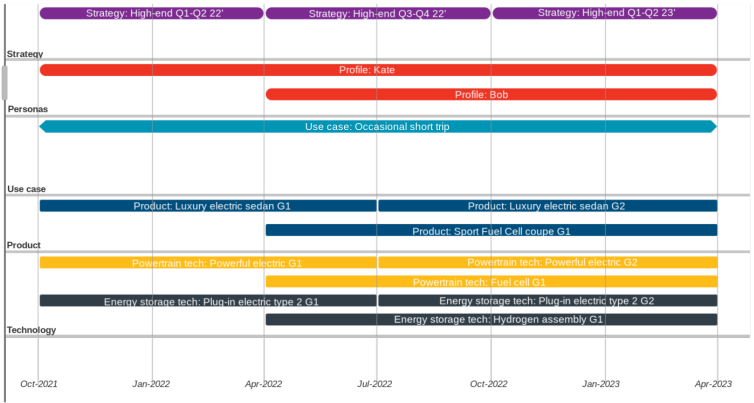 Strategy: High-end Q1-Q2 22' Strategy: High-end Q3-Q4 22' Strategy: High-end Q1-Q2 23'
Strategy
Profile: Kate
Profile: Bob
Personas
Use case: Occasional short trip
Use case
Product: Luxury electric sedan G1 Product: Luxury electric sedan G2
Product: Sport Fuel Cell coupe G1
Product
Powertrain tech: Powerful electric G1 Powertrain tech: Powerful electric G2
Powertrain tech: Fuel cell G1
Energy storage tech: Plug-in electric type 2 G1 Energy storage tech: Plug-in electric type 2 G2
Energy storage tech: Hydrogen assembly G1
Technology
Oct-2021 Jan-2022 Apr-2022 Jul-2022 Oct-2022 Jan-2023 Apr-2023